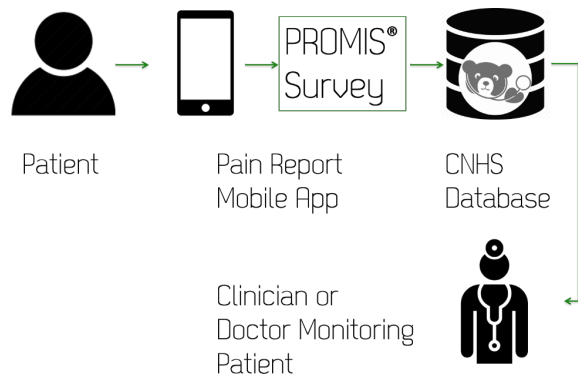 PROMIS®
Survey
Patient
Pain Report
Mobile App
CNHS
Database
Clinician or
Doctor Monitoring
Patient